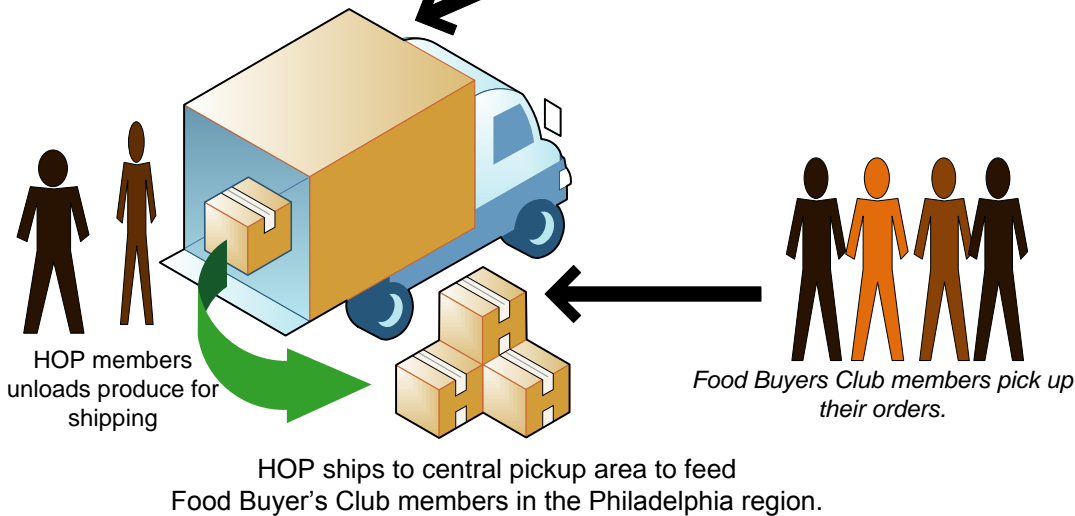 HOP members
unloads produce for
shipping
Food Buyers Club members pick up
their orders.
HOP ships to central pickup area to feed
Food Buyer’s Club members in the Philadelphia region.